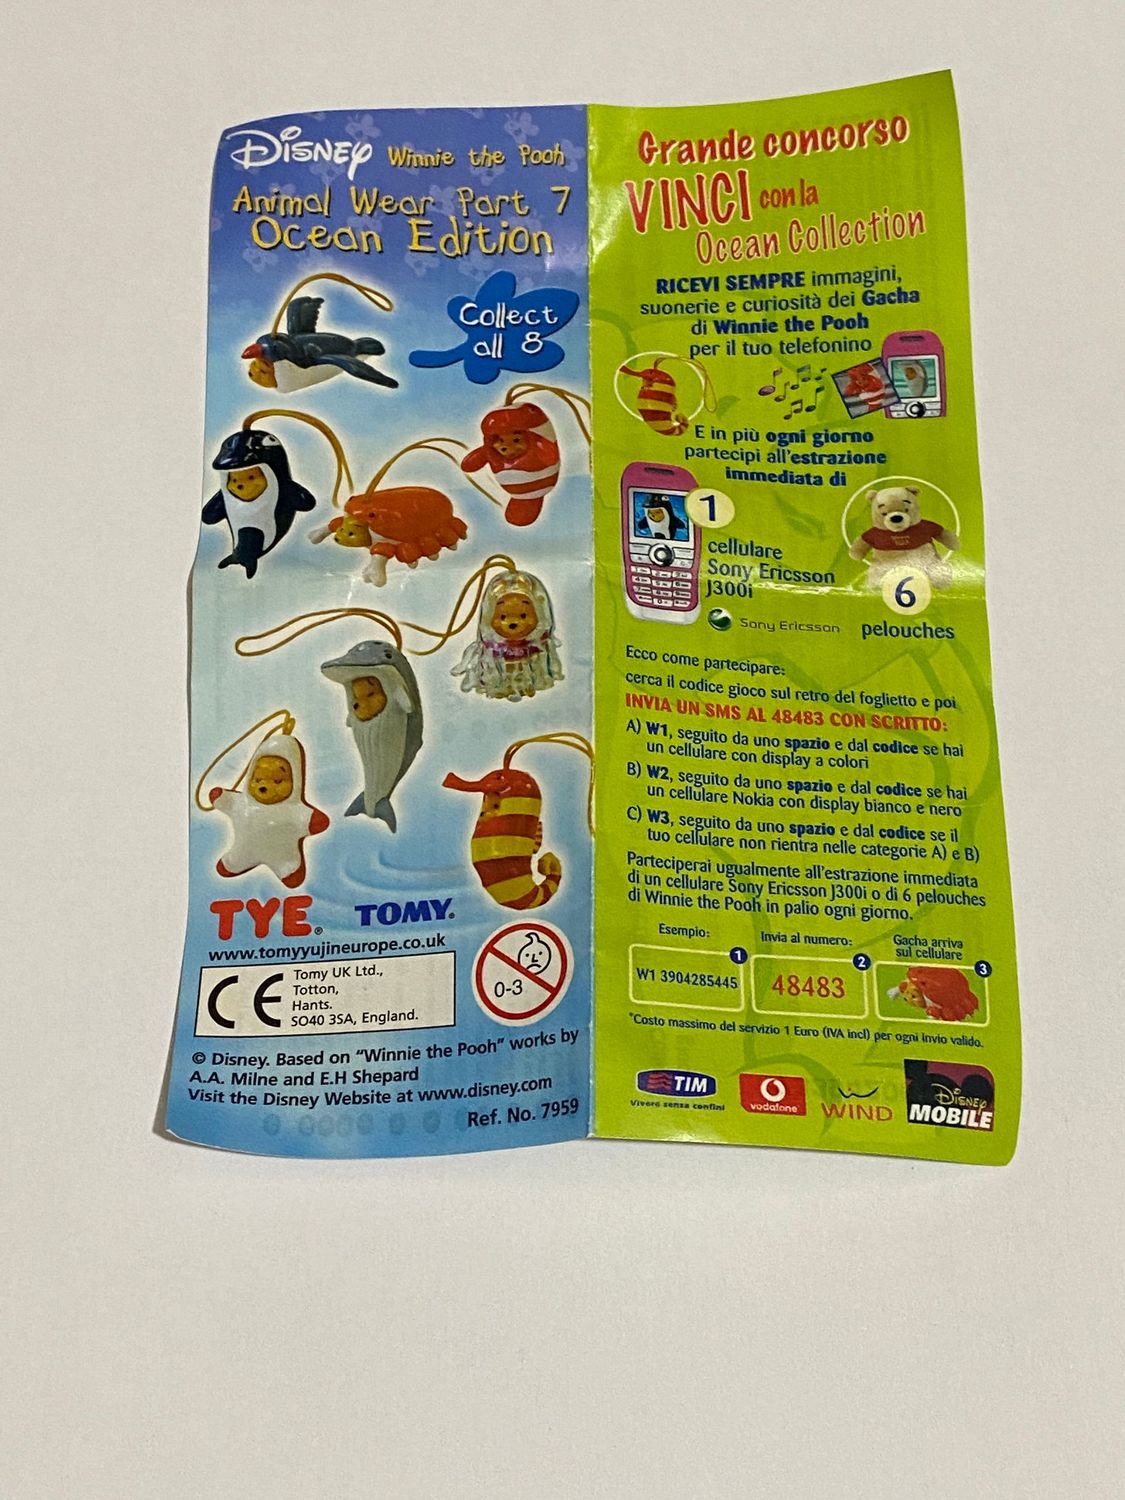 Disney Winnie the Pooh
Animal Wear Part 7
Ocean Edition
Collect
all 8
TYE® TOMY®
www.tomyyujineurope.co.uk
CE
Tomy UK Ltd.,
Totton,
Hants.
SO40 3SA, England.
0-3
© Disney. Based on "Winnie the Pooh" works by
A.A. Milne and E.H Shepard
Visit the Disney Website at www.disney.com
Ref. No. 7959
Grande concorso
VINCI con la
Ocean Collection
RICEVI SEMPRE immagini,
suonerie e curiosità dei Gacha
di Winnie the Pooh
per il tuo telefonino
E in più ogni giorno
partecipi all'estrazione
immediata di
1
cellulare
Sony Ericsson
J300i
Sony Ericsson
6
pelouches
Ecco come partecipare:
cerca il codice gioco sul retro del foglietto e poi
INVIA UN SMS AL 48483 CON SCRITTO:
A) W1, seguito da uno spazio e dal codice se hai
un cellulare con display a colori
B) W2, seguito da uno spazio e dal codice se hai
un cellulare Nokia con display bianco e nero
C) W3, seguito da uno spazio e dal codice se il
tuo cellulare non rientra nelle categorie A) e B)
Parteciperai ugualmente all'estrazione immediata
di un cellulare Sony Ericsson J300i o di 6 pelouches
di Winnie the Pooh in palio ogni giorno.
Esempio:
1
W1 3904285445
Invia al numero:
2
48483
Gacha arriva
sul cellulare
3
*Costo massimo del servizio 1 Euro (IVA incl) per ogni invio valido.
TIM
Vivere senza confini
vodafone
WIND
Disney
MOBILE